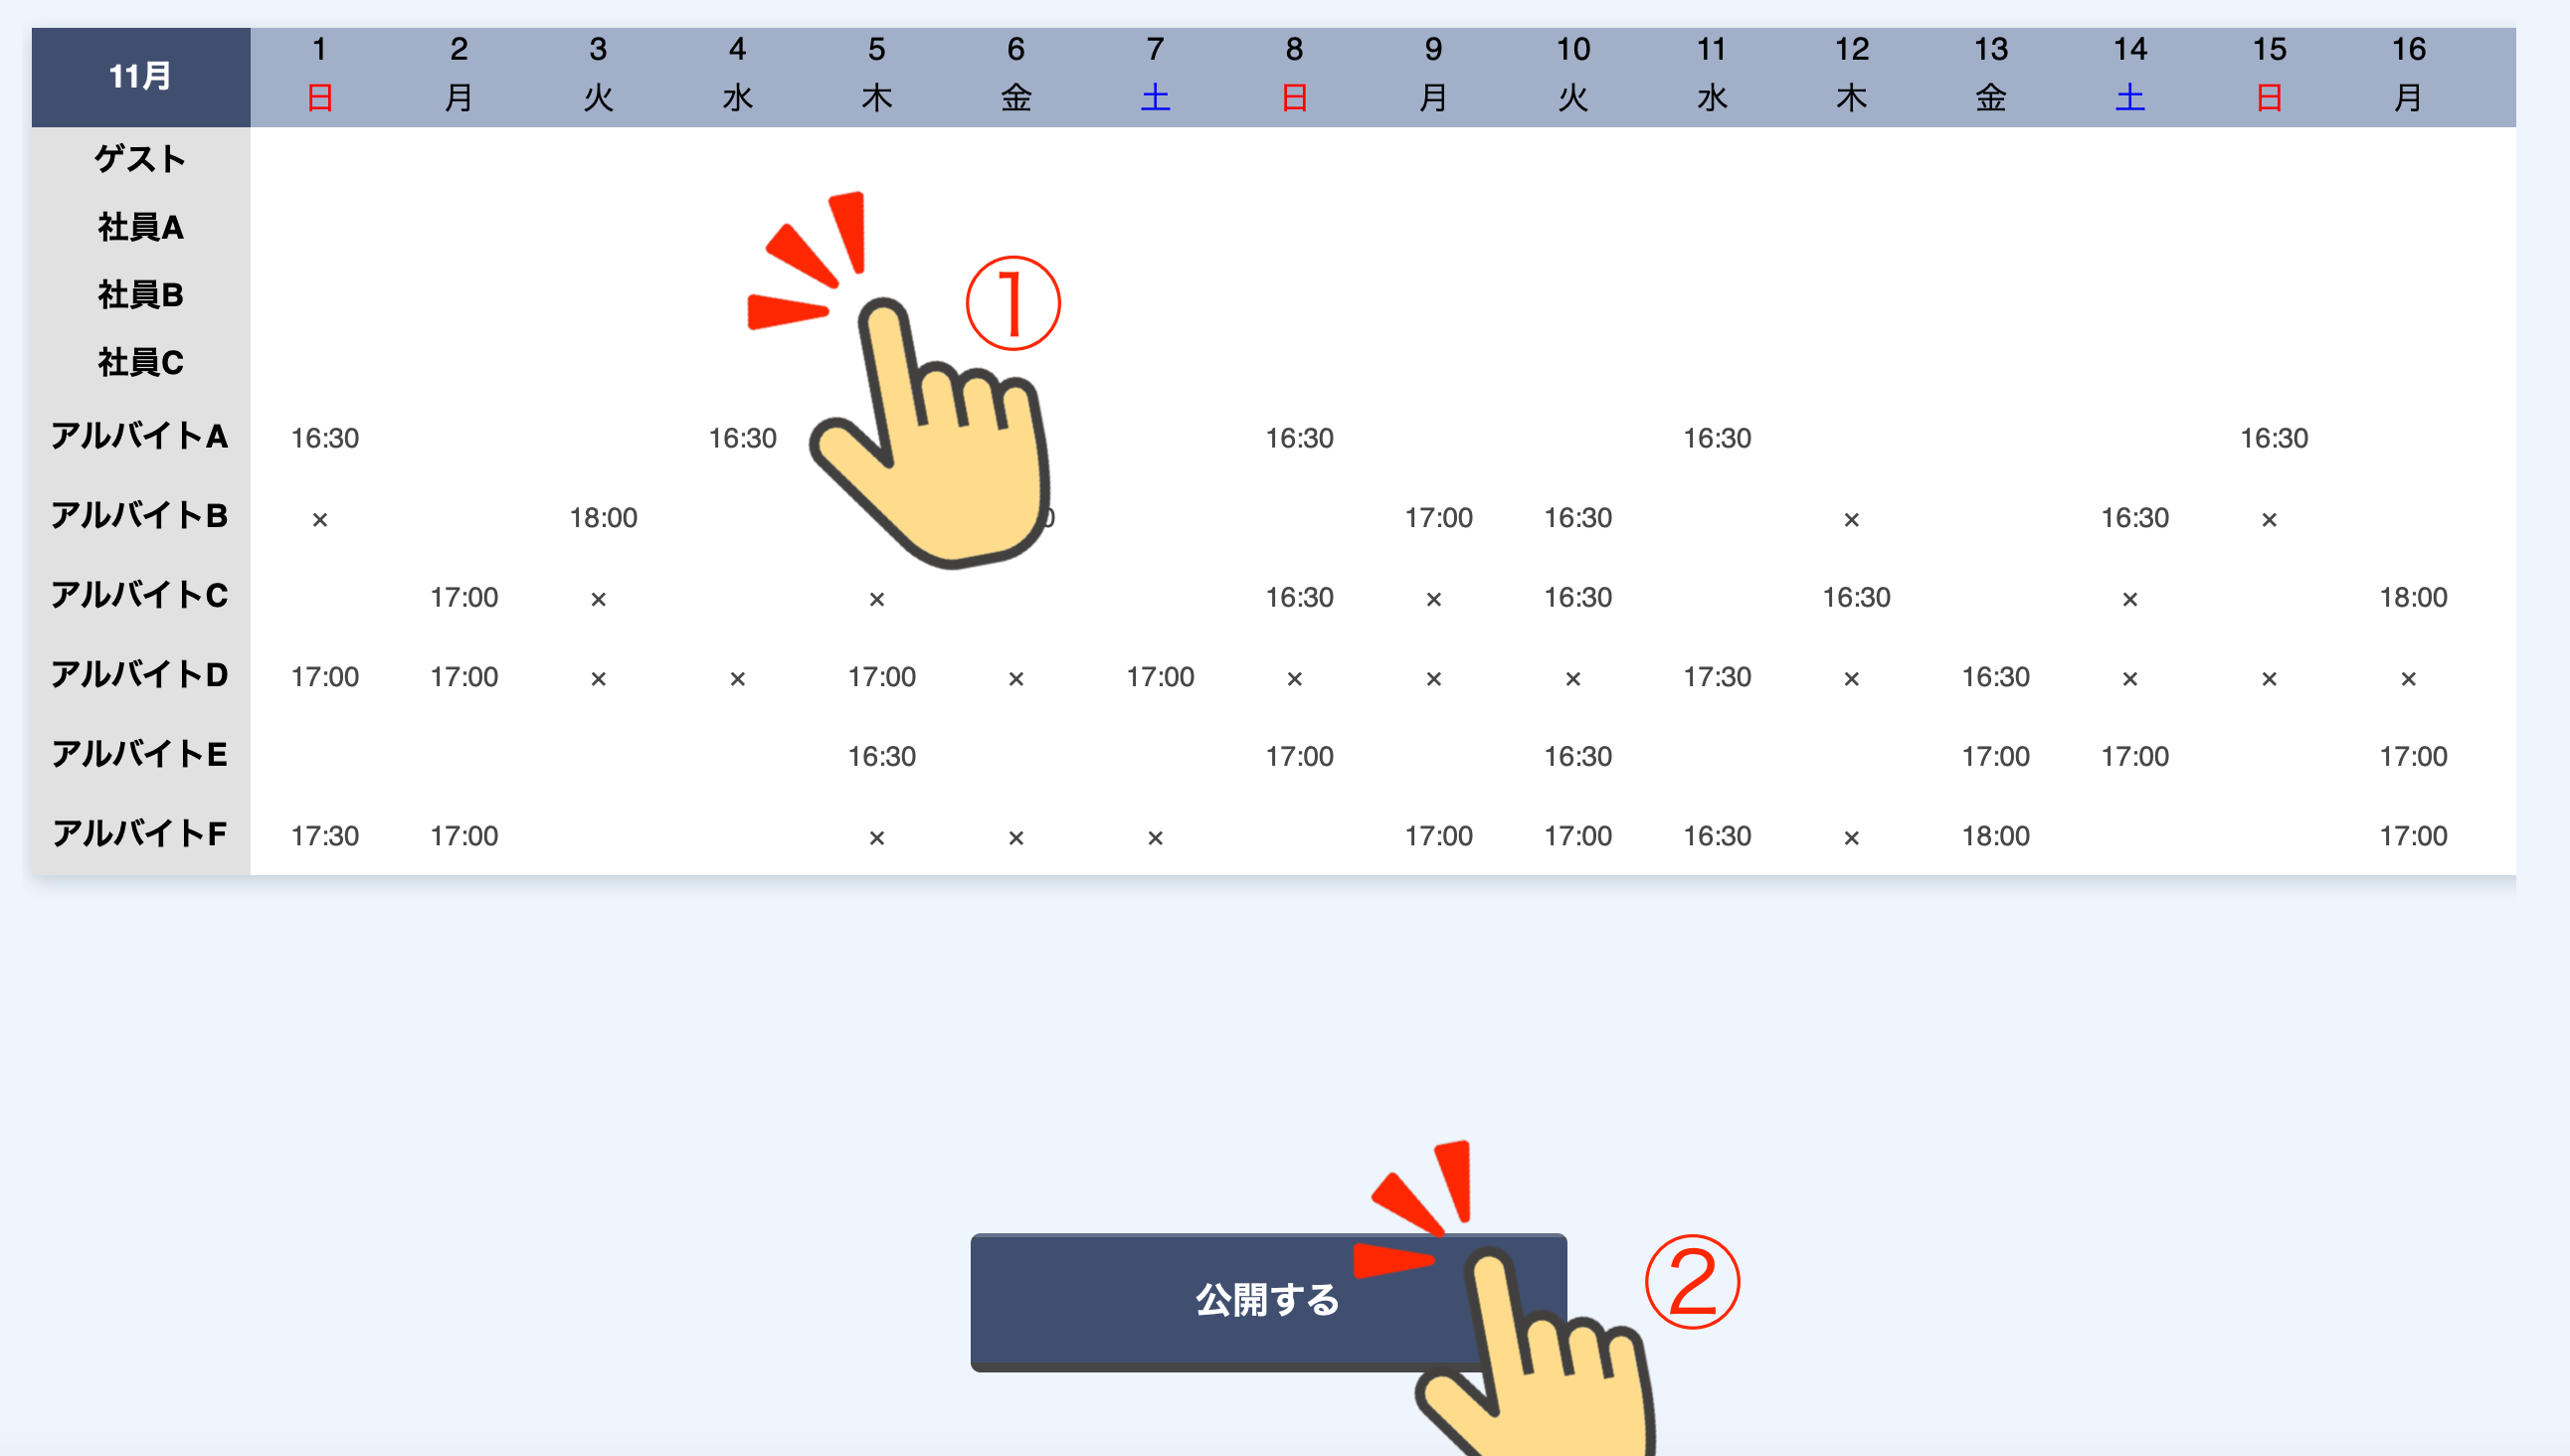 11月 1 2 3 4 5 6 7 8 9 10 11 12 13 14 15 16
日 月 火 水 木 金 土 日 月 火 水 木 金 土 日 月
ゲスト
社員A
①
社員B
社員C
アルバイトA 16:30 16:30 16:30 16:30 16:30
アルバイトB × 18:00 17:00 16:30 × 16:30 ×
アルバイトC 17:00 × × 16:30 × 16:30 16:30 × 18:00
アルバイトD 17:00 17:00 × × 17:00 × 17:00 × × × 17:30 × 16:30 × × ×
アルバイトE 16:30 17:00 16:30 17:00 17:00 17:00
アルバイトF 17:30 17:00 × × × 17:00 17:00 16:30 × 18:00 17:00
公開する
②